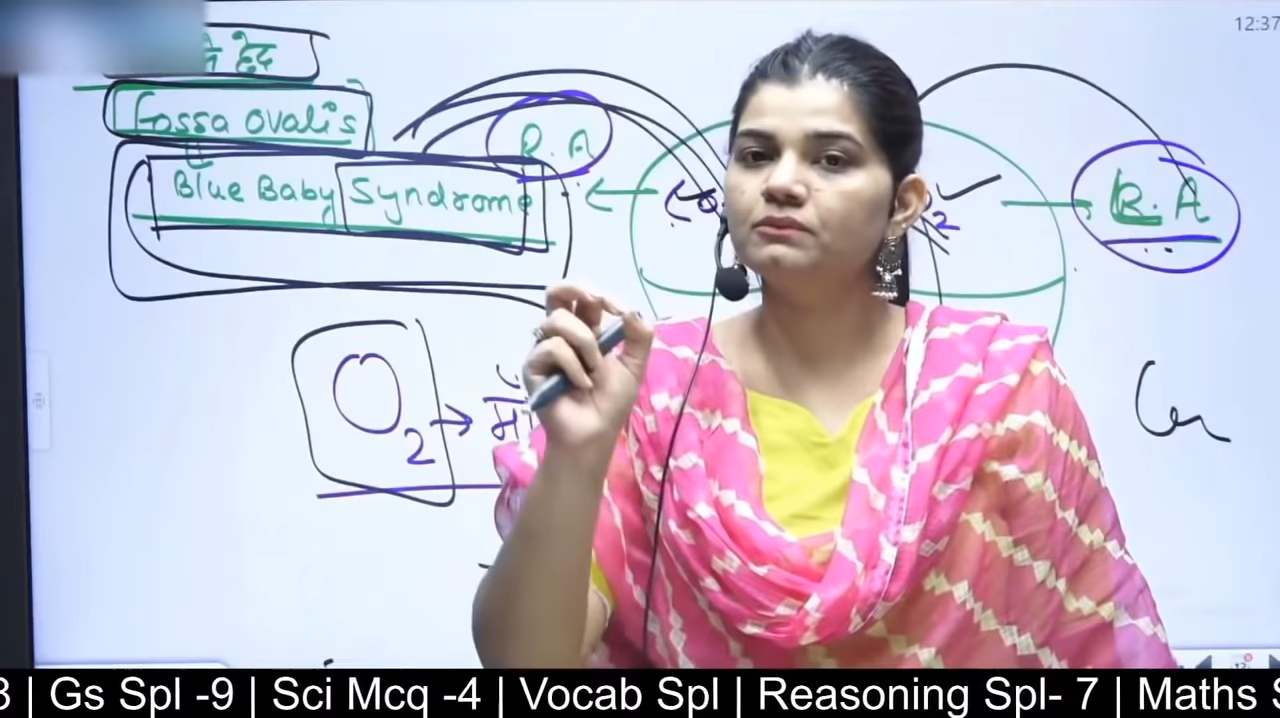 12:37
हृद
Fossa ovalis
R.A
Blue Baby Syndrome
R.A
O2 →
3 | Gs Spl -9 | Sci Mcq -4 | Vocab Spl | Reasoning Spl- 7 | Maths S